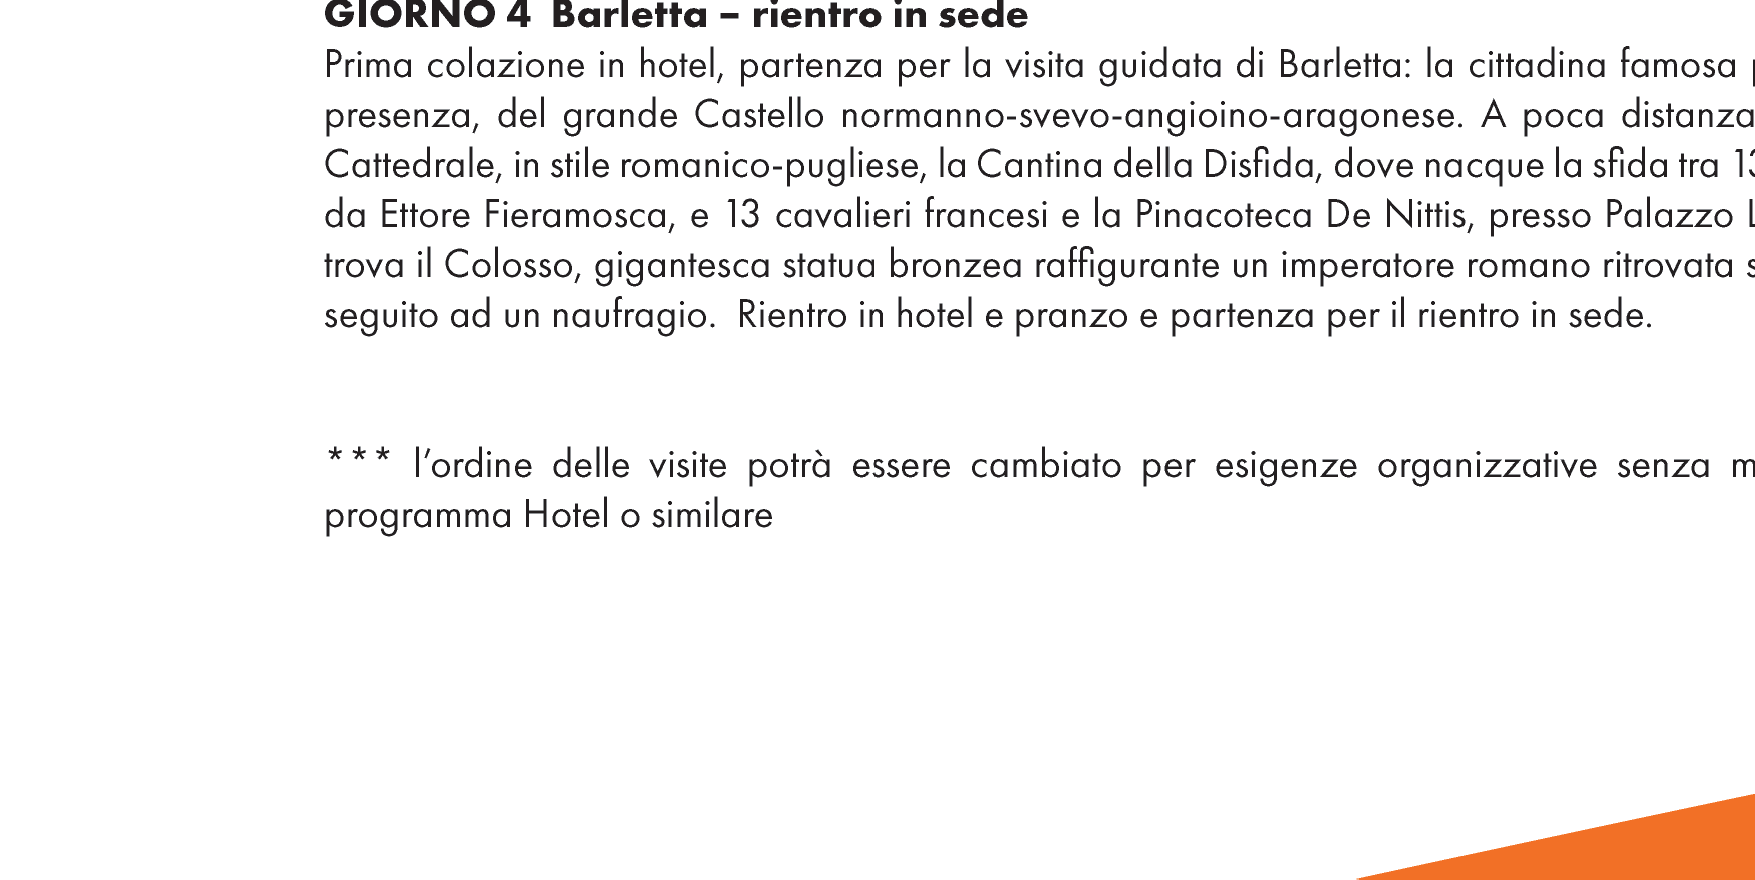 GIORNO 4 Barletta – rientro in sede
Prima colazione in hotel, partenza per la visita guidata di Barletta: la cittadina famosa
presenza, del grande Castello normanno-svevo-angioino-aragonese. A poca distanza
Cattedrale, in stile romanico-pugliese, la Cantina della Disfida, dove nacque la sfida tra 13
da Ettore Fieramosca, e 13 cavalieri francesi e la Pinacoteca De Nittis, presso Palazzo
trova il Colosso, gigantesca statua bronzea raffigurante un imperatore romano ritrovata
seguito ad un naufragio. Rientro in hotel e pranzo e partenza per il rientro in sede.
*** l’ordine delle visite potrà essere cambiato per esigenze organizzative senza
programma Hotel o similare